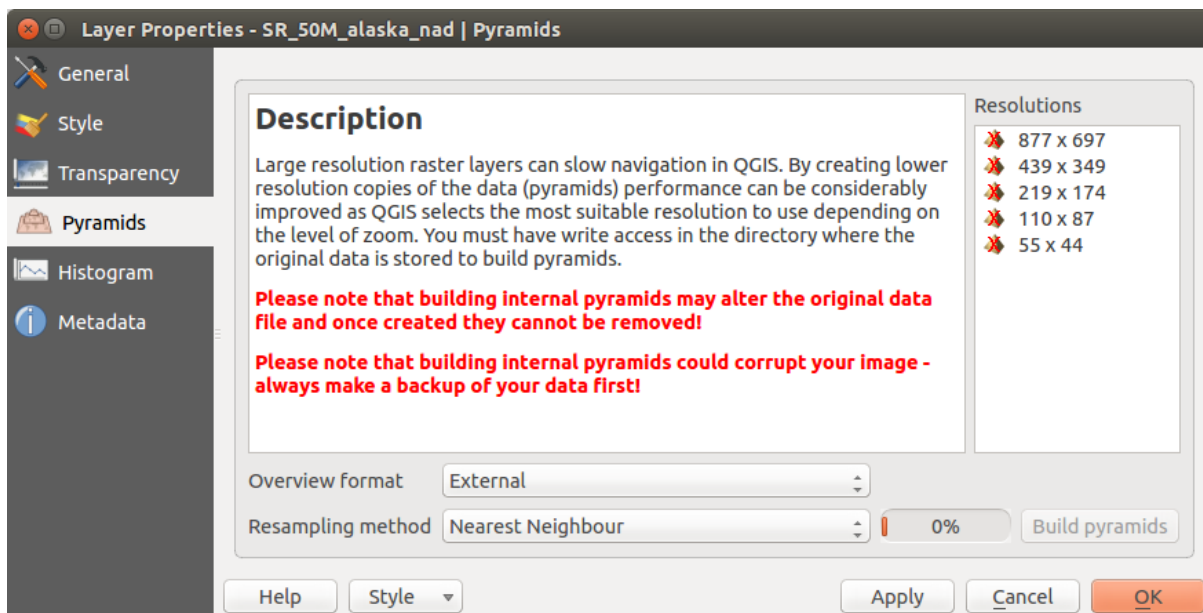 Layer Properties - SR_50M_alaska_nad | Pyramids
General
Style
Transparency
Pyramids
Histogram
Metadata
Description
Large resolution raster layers can slow navigation in QGIS. By creating lower
resolution copies of the data (pyramids) performance can be considerably
improved as QGIS selects the most suitable resolution to use depending on
the level of zoom. You must have write access in the directory where the
original data is stored to build pyramids.
Please note that building internal pyramids may alter the original data
file and once created they cannot be removed!
Please note that building internal pyramids could corrupt your image -
always make a backup of your data first!
Resolutions
877 x 697
439 x 349
219 x 174
110 x 87
55 x 44
Overview format External
Resampling method Nearest Neighbour 0% Build pyramids
Help Style Apply Cancel OK